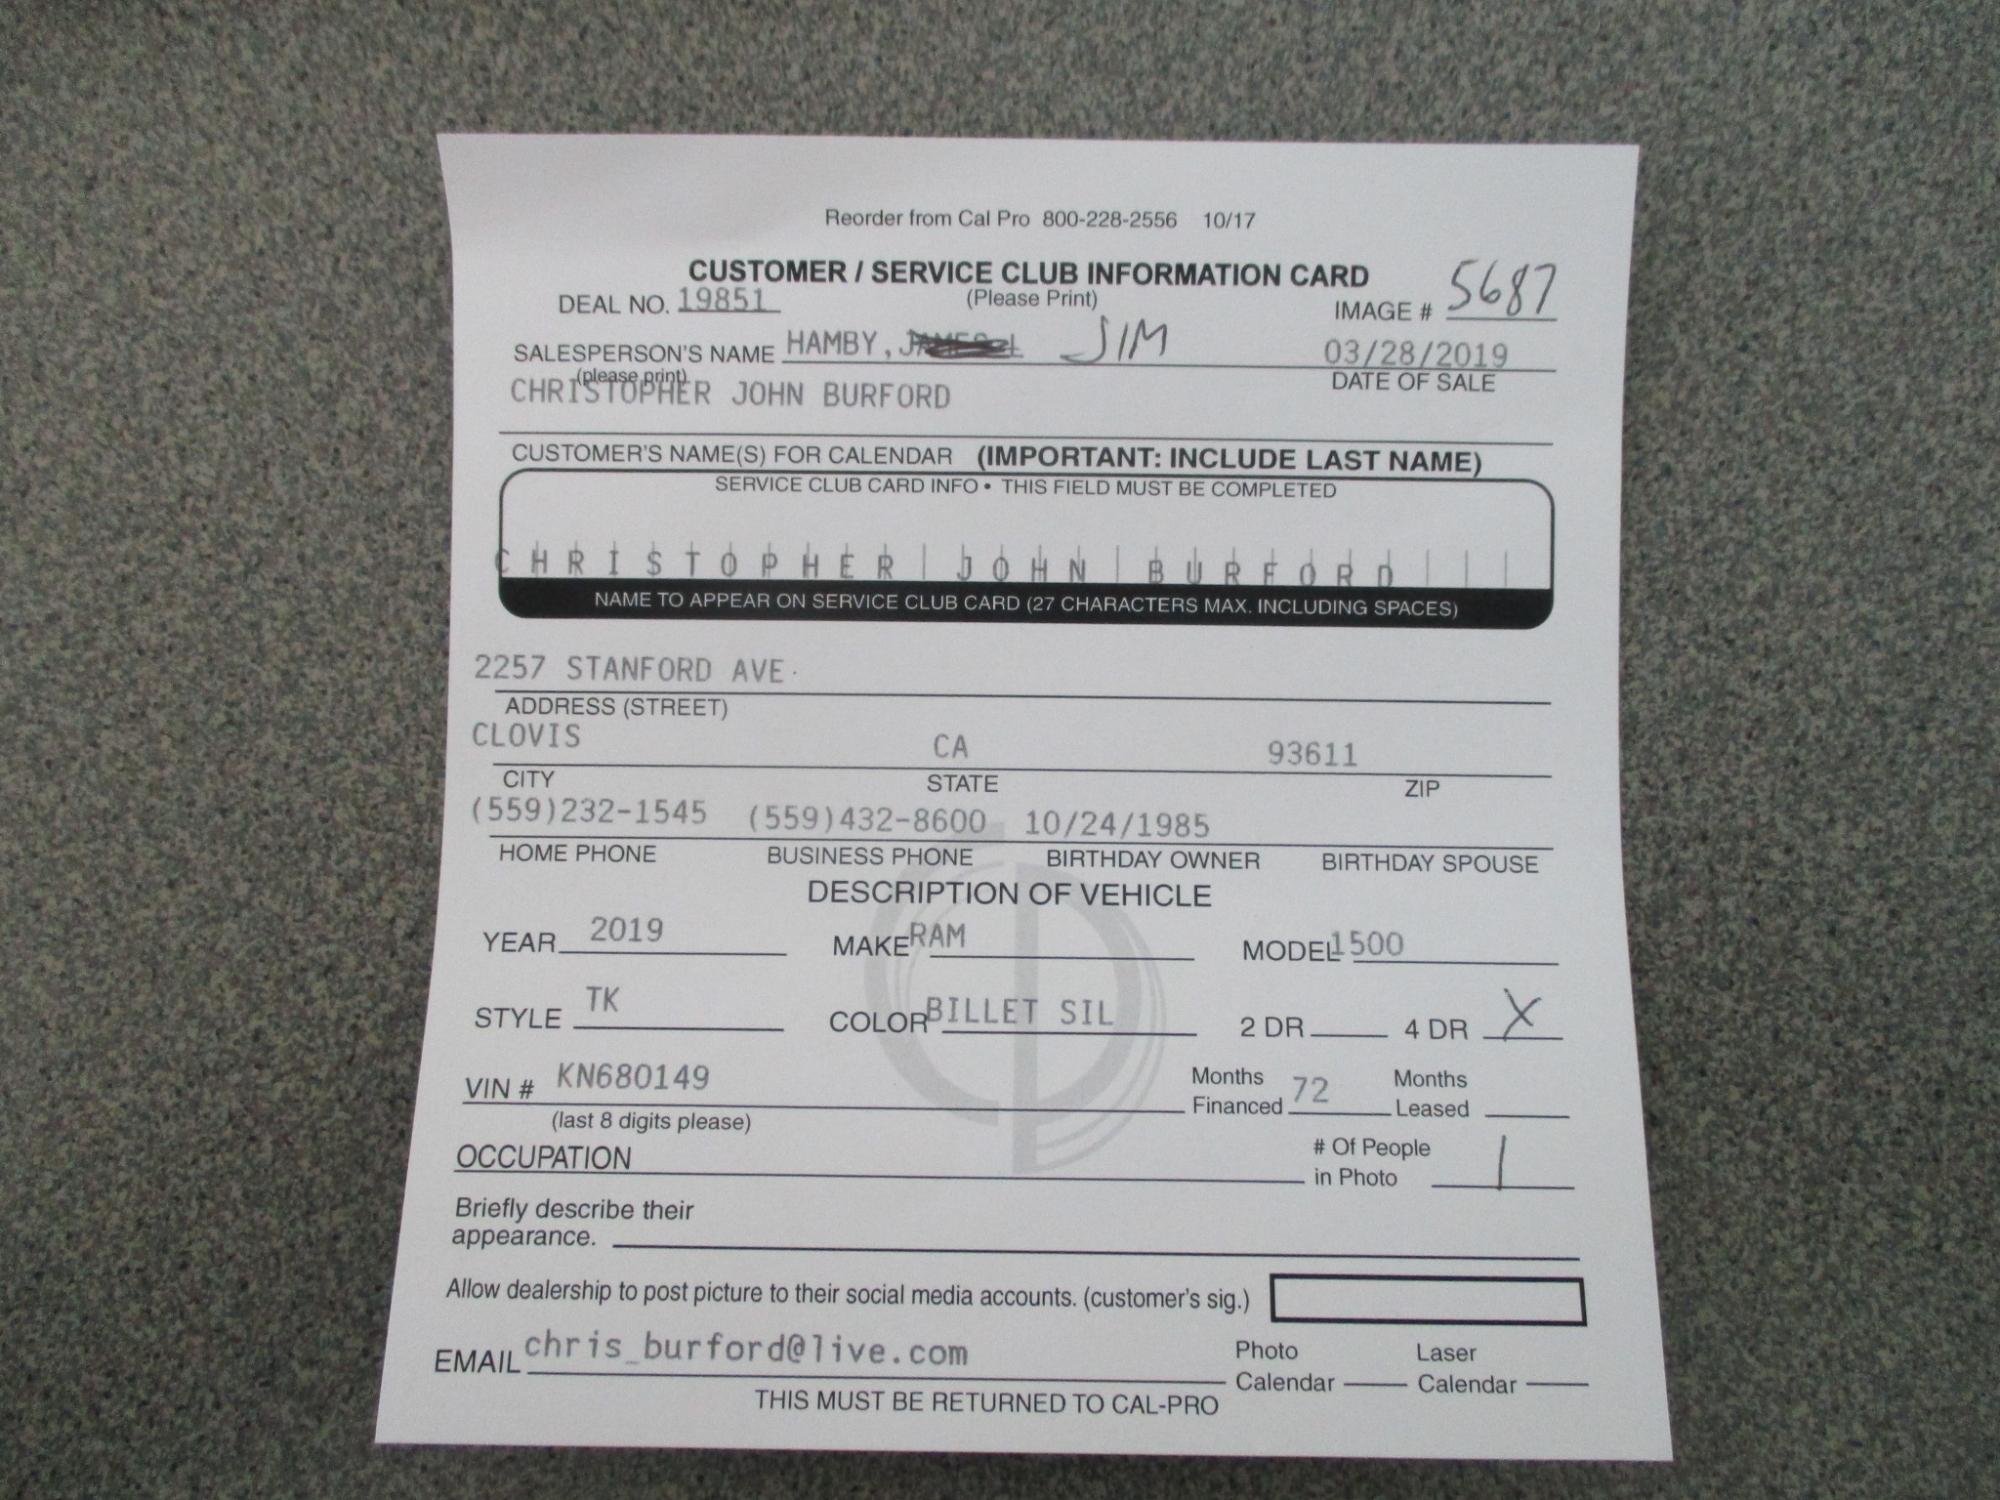 Reorder from Cal Pro 800-228-2556 10/17
CUSTOMER / SERVICE CLUB INFORMATION CARD
DEAL NO. 19851 (Please Print) IMAGE # 5687
SALESPERSON'S NAME HAMBY, JIM 03/28/2019
(please print) DATE OF SALE
CHRISTOPHER JOHN BURFORD
CUSTOMER'S NAME(S) FOR CALENDAR (IMPORTANT: INCLUDE LAST NAME)
SERVICE CLUB CARD INFO • THIS FIELD MUST BE COMPLETED
CHRISTOPHER JOHN BURFORD
NAME TO APPEAR ON SERVICE CLUB CARD (27 CHARACTERS MAX. INCLUDING SPACES)
2257 STANFORD AVE
ADDRESS (STREET)
CLOVIS CA 93611
CITY STATE ZIP
(559)232-1545 (559)432-8600 10/24/1985
HOME PHONE BUSINESS PHONE BIRTHDAY OWNER BIRTHDAY SPOUSE
DESCRIPTION OF VEHICLE
YEAR 2019 MAKE RAM MODEL 1500
STYLE TK COLOR BILLET SIL 2 DR 4 DR X
VIN # KN680149 Months Financed 72 Months Leased
(last 8 digits please)
OCCUPATION # Of People in Photo 1
Briefly describe their
appearance.
Allow dealership to post picture to their social media accounts. (customer's sig.)
EMAIL chris_burford@live.com Photo Calendar Laser Calendar
THIS MUST BE RETURNED TO CAL-PRO